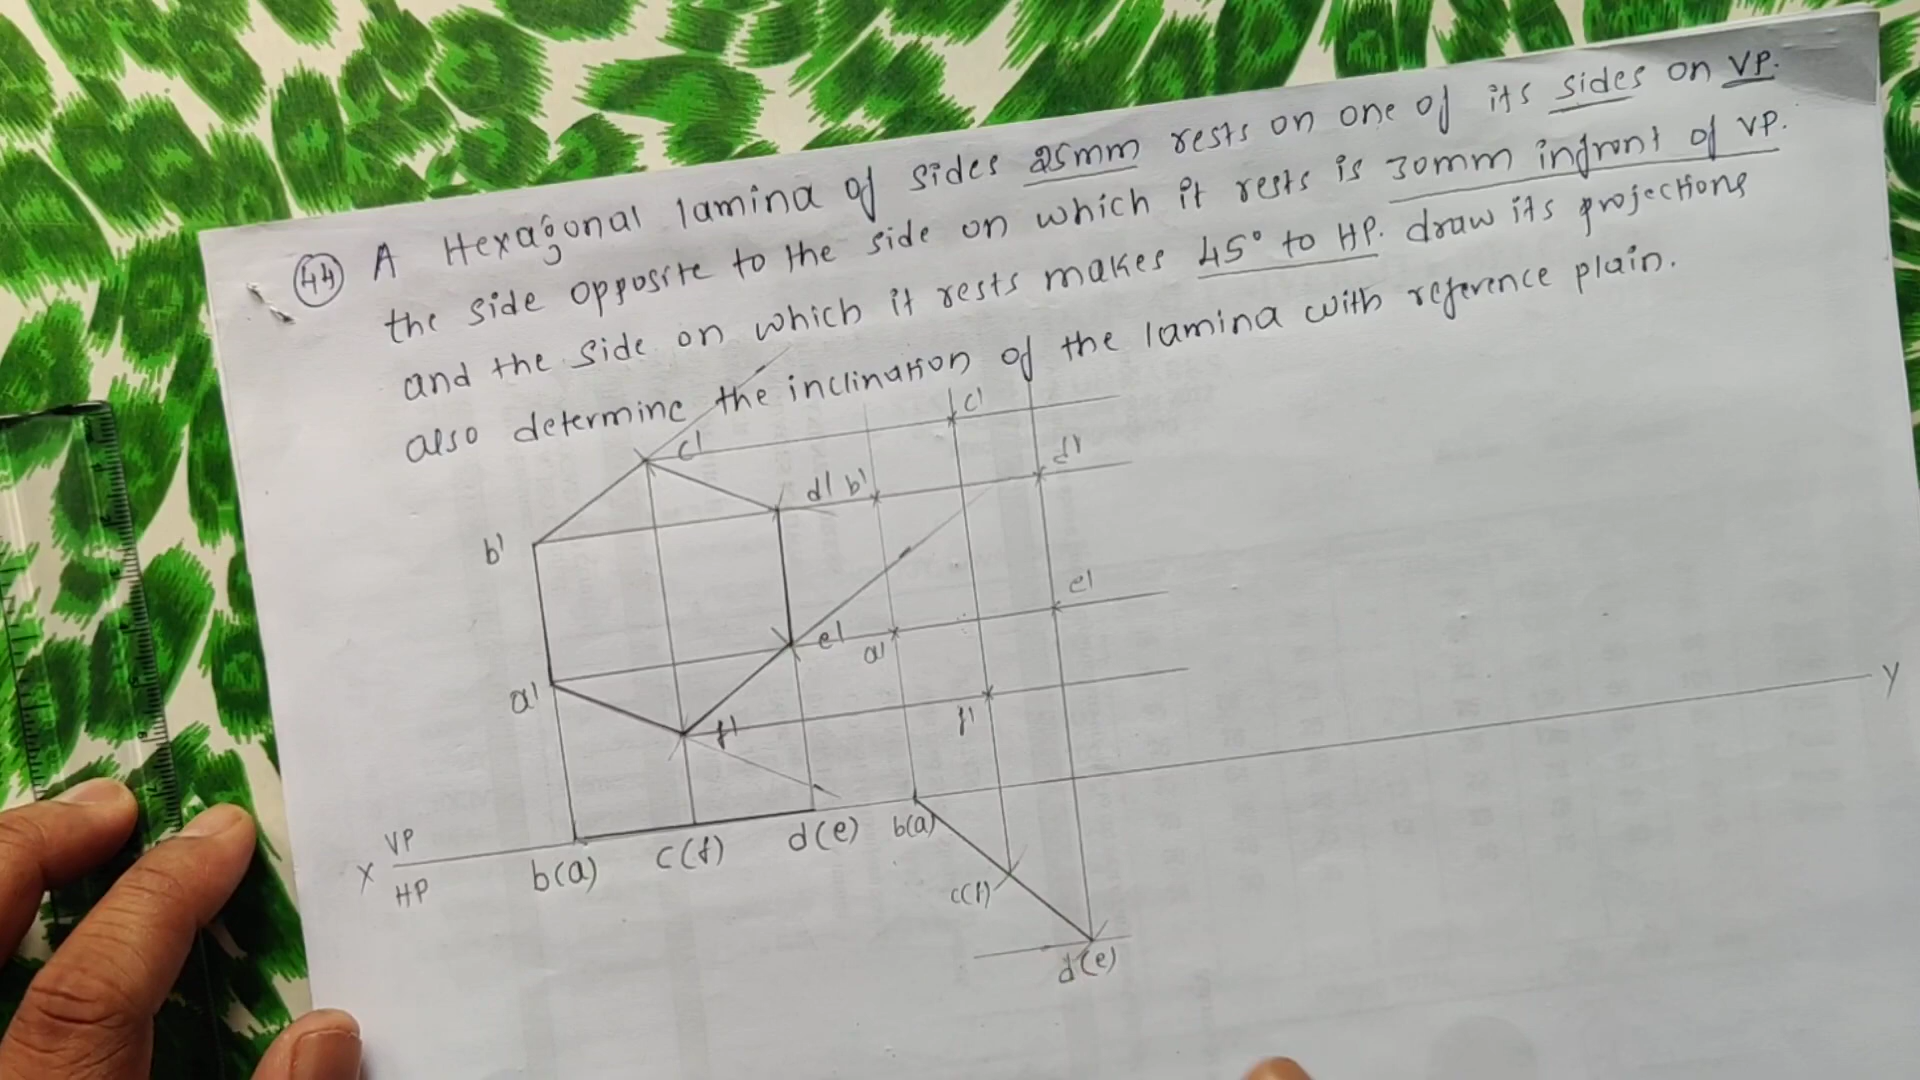 44 A Hexagonal lamina of sides 25mm rests on one of its sides on VP.
the side opposite to the side on which it rests is 30mm infront of VP.
and the side on which it rests makes 45° to HP. draw its projections
also determine the inclination of the lamina with reference plain.
c' c'
d' b' d'
b'
e'
e' a'
a'
f' f'
X VP Y
HP
b(a) c(f) d(e) b(a)
c(f)
d(e)